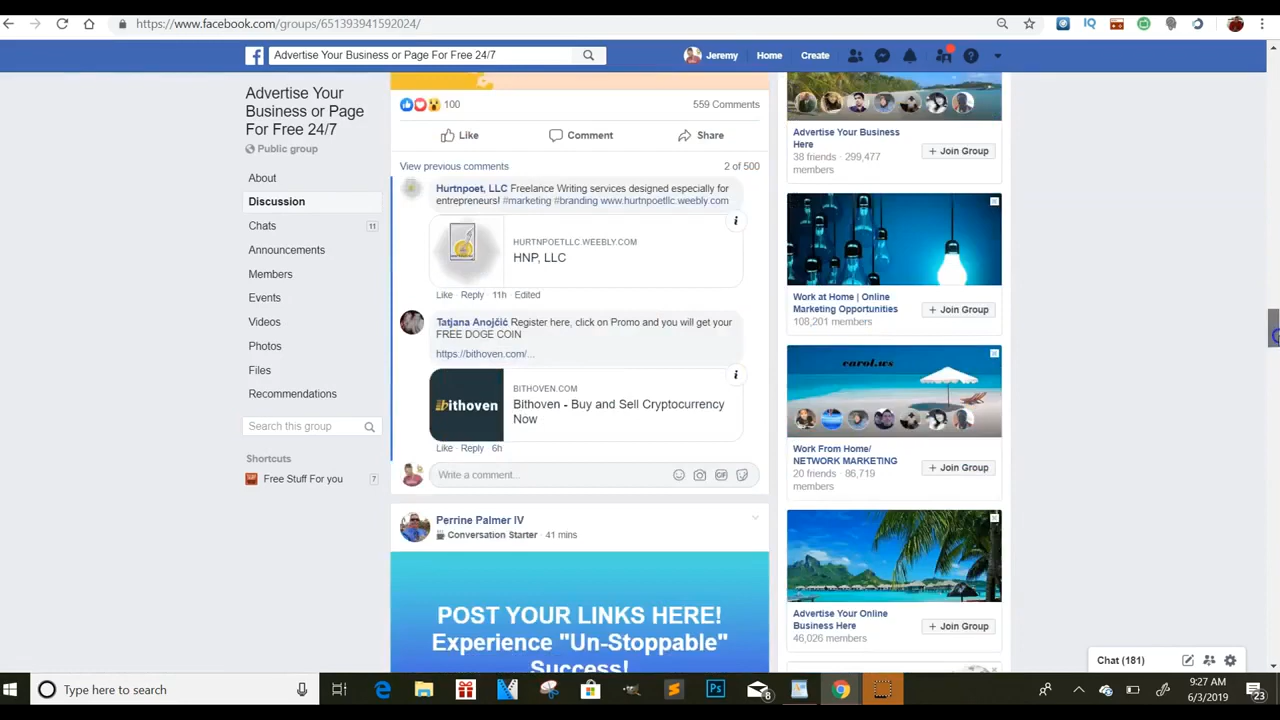 https://www.facebook.com/groups/651393941592024/
Advertise Your Business or Page For Free 24/7
Jeremy
Home
Create
Advertise Your
Business or Page
For Free 24/7
Public group
About
Discussion
Chats
11
Announcements
Members
Events
Videos
Photos
Files
Recommendations
Search this group
Shortcuts
Free Stuff For you
7
100
559 Comments
Like
Comment
Share
View previous comments
2 of 500
Hurtnpoet, LLC Freelance Writing services designed especially for
entrepreneurs! #marketing #branding www.hurtnpoetllc.weebly.com
HURTNPOETLLC.WEEBLY.COM
HNP, LLC
Like Reply 11h Edited
Tatjana Anojčić Register here, click on Promo and you will get your
FREE DOGE COIN
https://bithoven.com/...
bithoven
BITHOVEN.COM
Bithoven - Buy and Sell Cryptocurrency
Now
Like · Reply 6h
Write a comment...
GIF
Perrine Palmer IV
Conversation Starter · 41 mins
POST YOUR LINKS HERE!
Experience "Un-Stoppable"
Success!
Advertise Your Business
Here
38 friends · 299,477
members
+ Join Group
Work at Home | Online
Marketing Opportunities
108,201 members
+ Join Group
carol.ws
Work From Home/
NETWORK MARKETING
20 friends · 86,719
members
+ Join Group
Advertise Your Online
Business Here
46,026 members
+ Join Group
Chat (181)
Type here to search
Ps
8
9:27 AM
6/3/2019
23